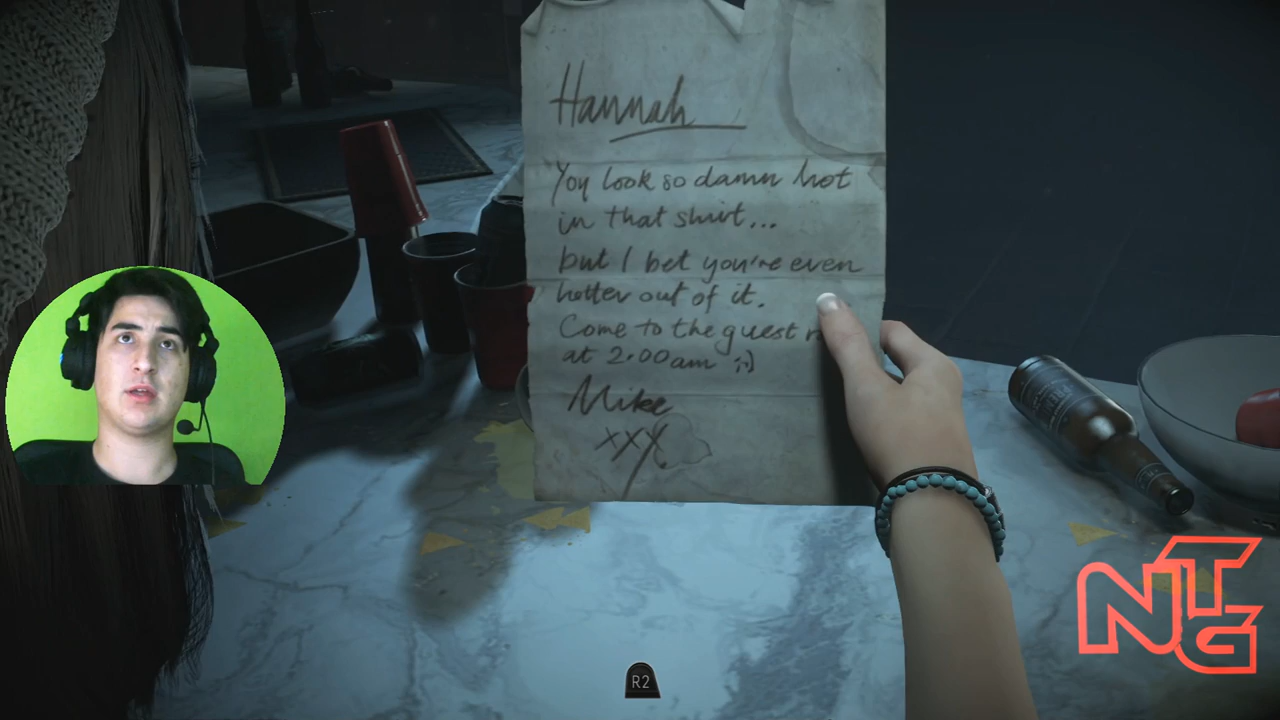 Hannah
You look so damn hot
in that shirt...
but I bet you're even
hotter out of it.
Come to the guest
at 2.00am ;)
Mike
xxx
R2
NTG